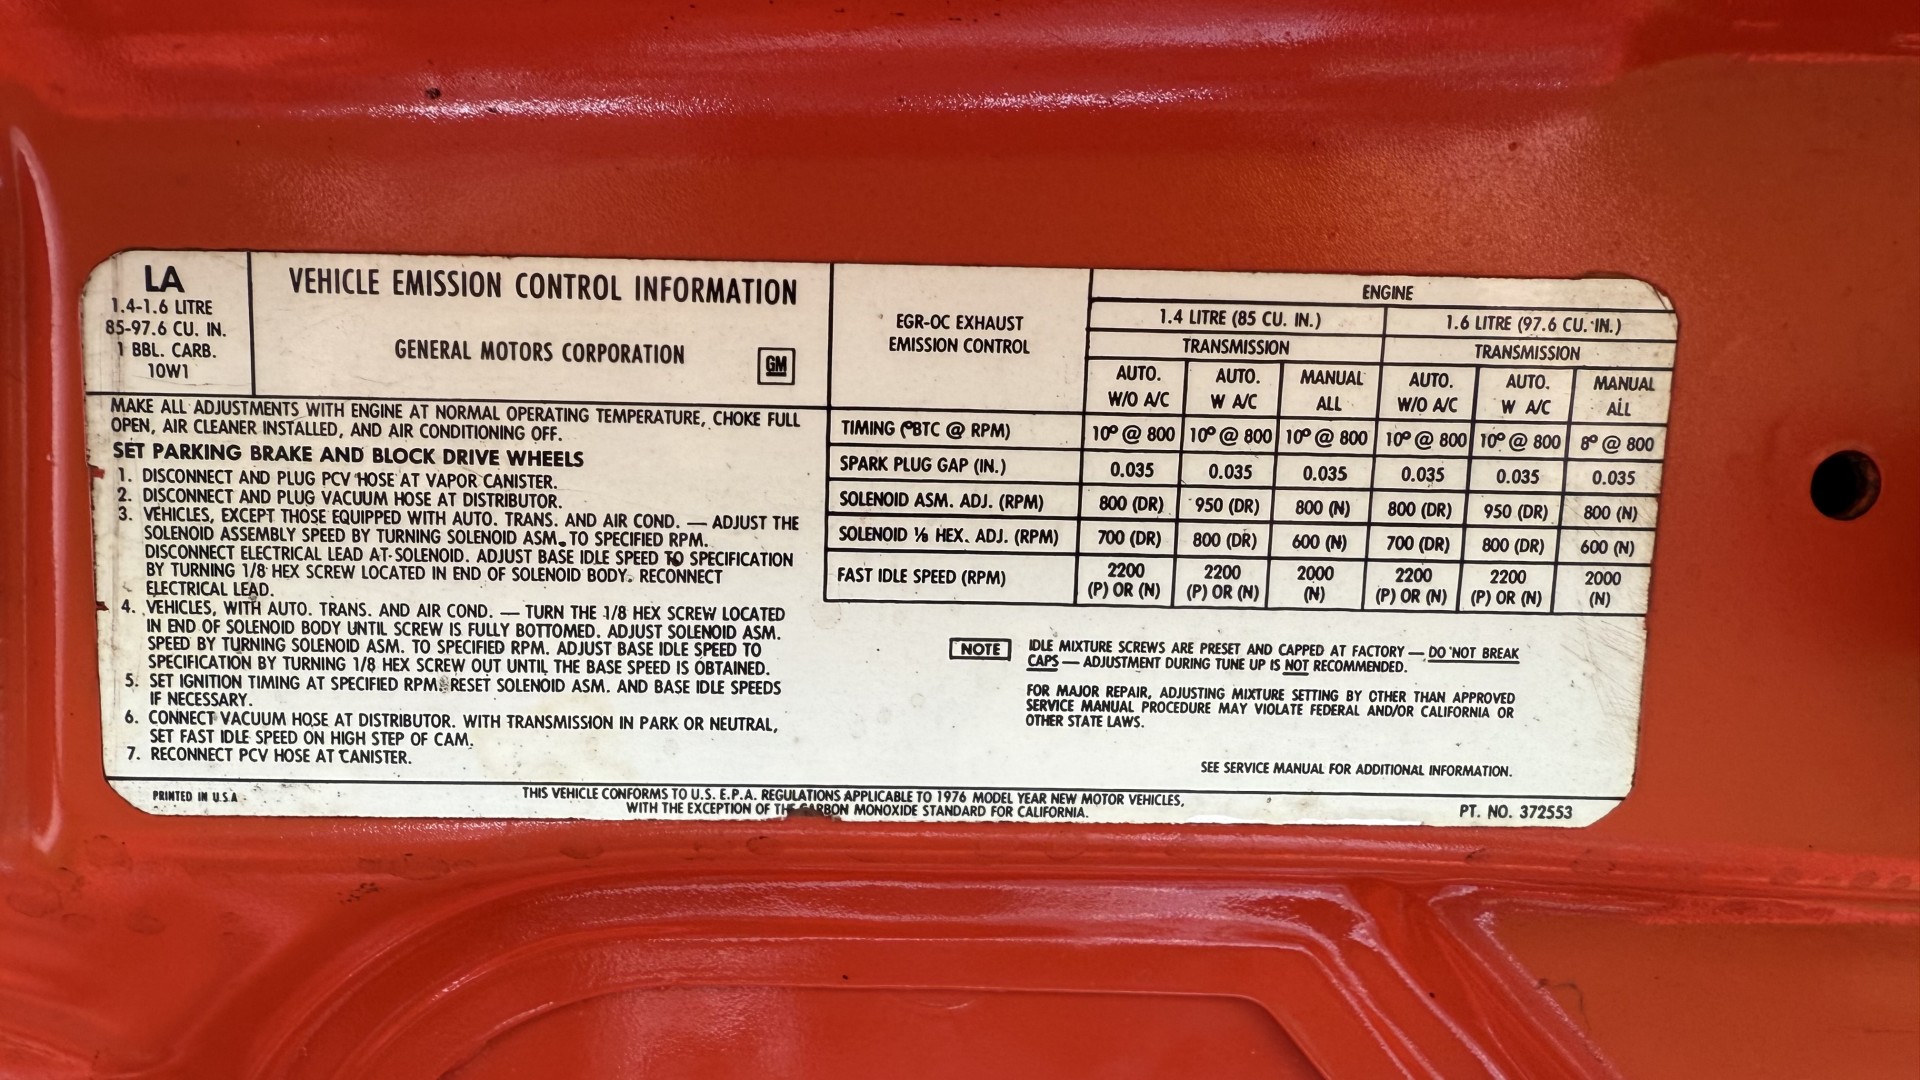 LA
1.4-1.6 LITRE
85-97.6 CU. IN.
1 BBL. CARB.
10W1
VEHICLE EMISSION CONTROL INFORMATION
GENERAL MOTORS CORPORATION
GM
MAKE ALL ADJUSTMENTS WITH ENGINE AT NORMAL OPERATING TEMPERATURE, CHOKE FULL
OPEN, AIR CLEANER INSTALLED, AND AIR CONDITIONING OFF.
SET PARKING BRAKE AND BLOCK DRIVE WHEELS
1. DISCONNECT AND PLUG PCV HOSE AT VAPOR CANISTER.
2. DISCONNECT AND PLUG VACUUM HOSE AT DISTRIBUTOR.
3. VEHICLES, EXCEPT THOSE EQUIPPED WITH AUTO. TRANS. AND AIR COND. — ADJUST THE
SOLENOID ASSEMBLY SPEED BY TURNING SOLENOID ASM. TO SPECIFIED RPM.
DISCONNECT ELECTRICAL LEAD AT SOLENOID. ADJUST BASE IDLE SPEED TO SPECIFICATION
BY TURNING 1/8 HEX SCREW LOCATED IN END OF SOLENOID BODY. RECONNECT
ELECTRICAL LEAD.
4. VEHICLES, WITH AUTO. TRANS. AND AIR COND. — TURN THE 1/8 HEX SCREW LOCATED
IN END OF SOLENOID BODY UNTIL SCREW IS FULLY BOTTOMED. ADJUST SOLENOID ASM.
SPEED BY TURNING SOLENOID ASM. TO SPECIFIED RPM. ADJUST BASE IDLE SPEED TO
SPECIFICATION BY TURNING 1/8 HEX SCREW OUT UNTIL THE BASE SPEED IS OBTAINED.
5. SET IGNITION TIMING AT SPECIFIED RPM. RESET SOLENOID ASM. AND BASE IDLE SPEEDS
IF NECESSARY.
6. CONNECT VACUUM HOSE AT DISTRIBUTOR. WITH TRANSMISSION IN PARK OR NEUTRAL,
SET FAST IDLE SPEED ON HIGH STEP OF CAM.
7. RECONNECT PCV HOSE AT CANISTER.
EGR-OC EXHAUST
EMISSION CONTROL
ENGINE
1.4 LITRE (85 CU. IN.) 1.6 LITRE (97.6 CU. IN.)
TRANSMISSION TRANSMISSION
AUTO. AUTO. MANUAL AUTO. AUTO. MANUAL
W/O A/C W A/C ALL W/O A/C W A/C ALL
TIMING (ºBTC @ RPM) 10º @ 800 10º @ 800 10º @ 800 10º @ 800 10º @ 800 8º @ 800
SPARK PLUG GAP (IN.) 0.035 0.035 0.035 0.035 0.035 0.035
SOLENOID ASM. ADJ. (RPM) 800 (DR) 950 (DR) 800 (N) 800 (DR) 950 (DR) 800 (N)
SOLENOID ⅛ HEX. ADJ. (RPM) 700 (DR) 800 (DR) 600 (N) 700 (DR) 800 (DR) 600 (N)
FAST IDLE SPEED (RPM) 2200 2200 2000 2200 2200 2000
(P) OR (N) (P) OR (N) (N) (P) OR (N) (P) OR (N) (N)
NOTE IDLE MIXTURE SCREWS ARE PRESET AND CAPPED AT FACTORY — DO NOT BREAK
CAPS — ADJUSTMENT DURING TUNE UP IS NOT RECOMMENDED.
FOR MAJOR REPAIR, ADJUSTING MIXTURE SETTING BY OTHER THAN APPROVED
SERVICE MANUAL PROCEDURE MAY VIOLATE FEDERAL AND/OR CALIFORNIA OR
OTHER STATE LAWS.
SEE SERVICE MANUAL FOR ADDITIONAL INFORMATION.
PRINTED IN U.S.A
THIS VEHICLE CONFORMS TO U.S. E.P.A. REGULATIONS APPLICABLE TO 1976 MODEL YEAR NEW MOTOR VEHICLES,
WITH THE EXCEPTION OF THE CARBON MONOXIDE STANDARD FOR CALIFORNIA.
PT. NO. 372553